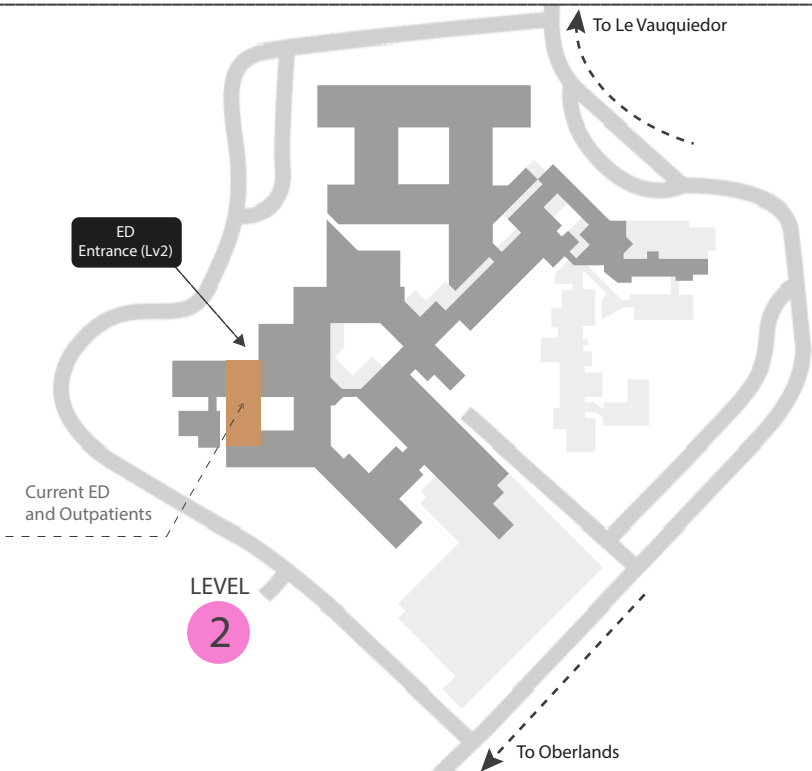 To Le Vauquiedor
ED
Entrance (Lv2)
Current ED
and Outpatients
LEVEL
2
To Oberlands